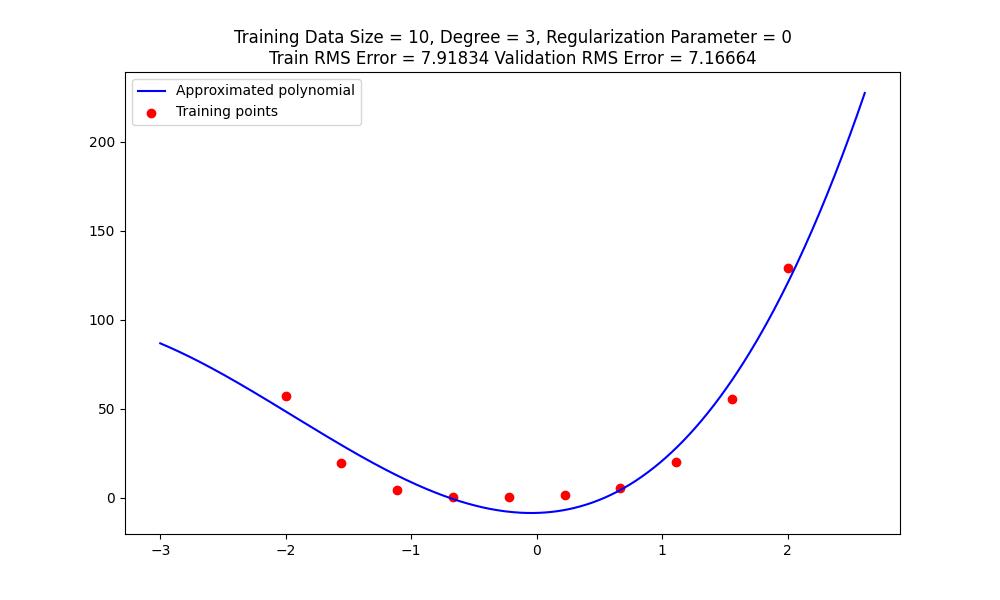 Training Data Size = 10, Degree = 3, Regularization Parameter = 0
Train RMS Error = 7.91834 Validation RMS Error = 7.16664
Approximated polynomial
Training points
200
150
100
50
0
−3
−2
−1
0
1
2